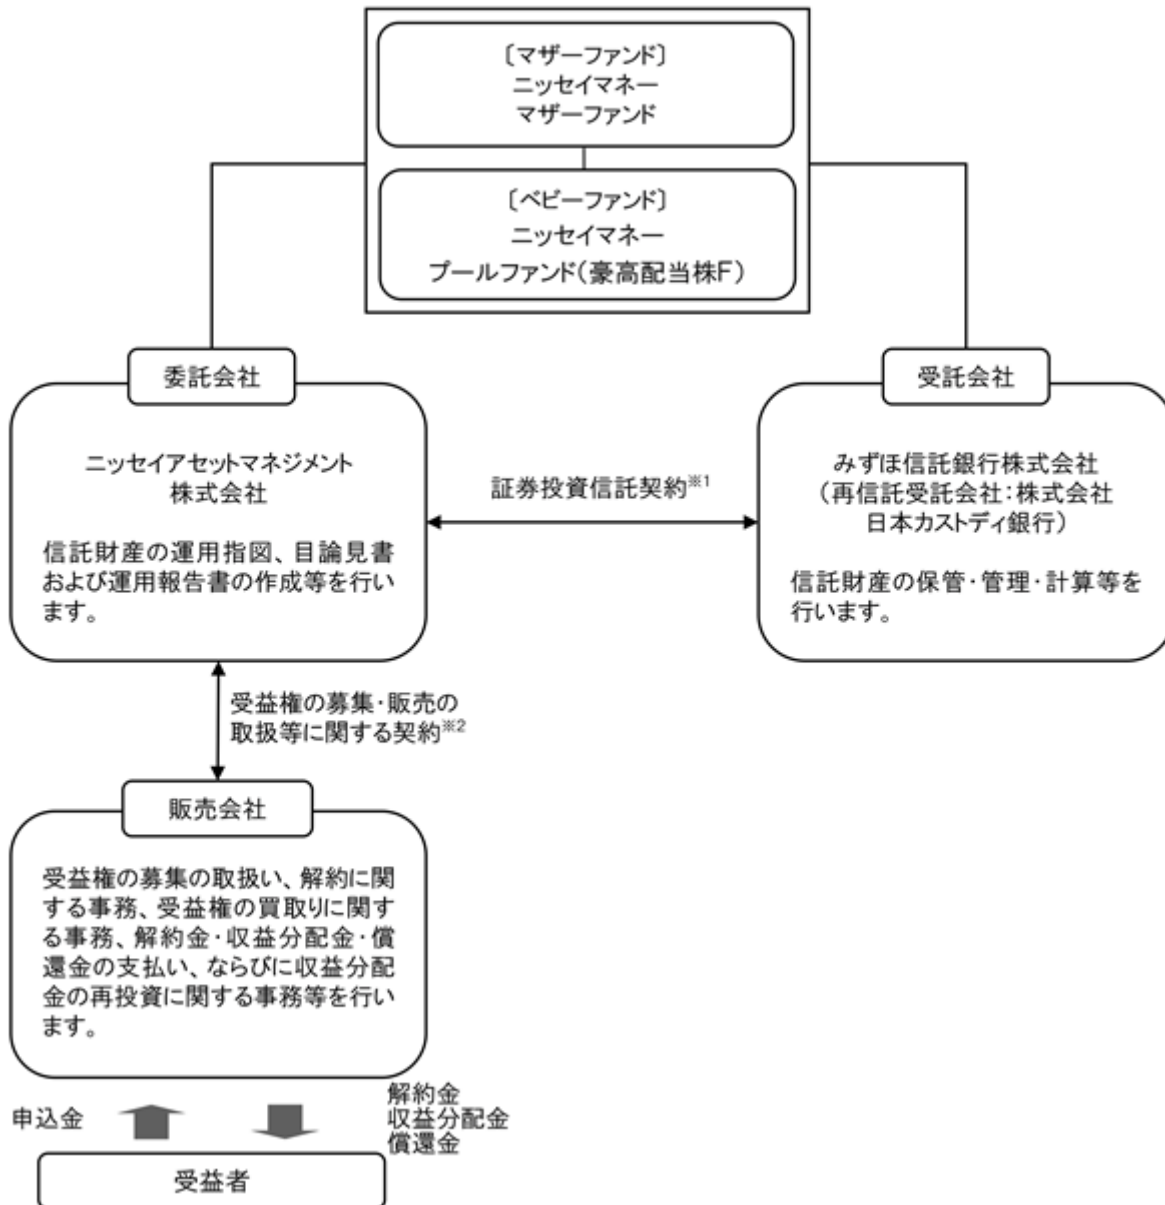 〔マザーファンド〕
ニッセイマネー
マザーファンド
〔ベビーファンド〕
ニッセイマネー
プールファンド（豪高配当株F）
委託会社
ニッセイアセットマネジメント
株式会社
信託財産の運用指図、目論見書
および運用報告書の作成等を行い
ます。
証券投資信託契約※1
受託会社
みずほ信託銀行株式会社
（再信託受託会社：株式会社
日本カストディ銀行）
信託財産の保管・管理・計算等を
行います。
受益権の募集・販売の
取扱等に関する契約※2
販売会社
受益権の募集の取扱い、解約に関
する事務、受益権の買取りに関す
る事務、解約金・収益分配金・償
還金の支払い、ならびに収益分配
金の再投資に関する事務等を行い
ます。
申込金
解約金
収益分配金
償還金
受益者